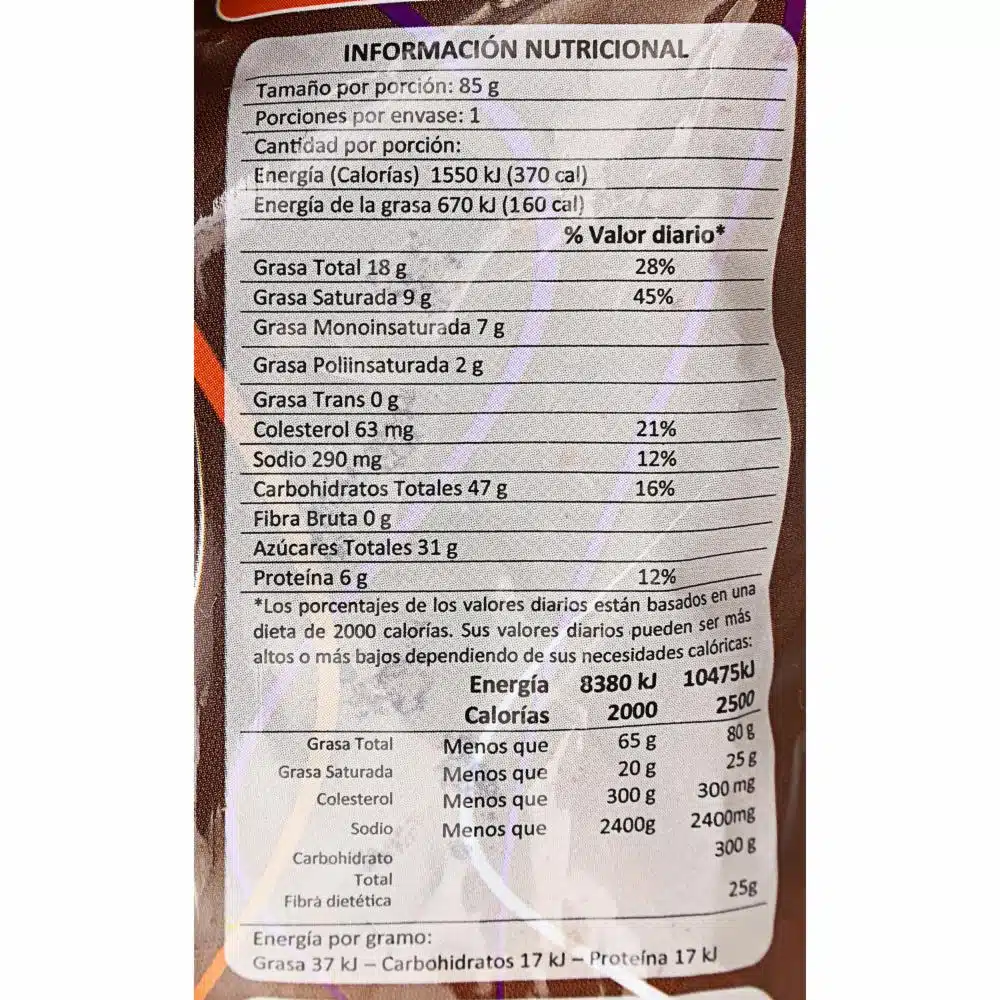 INFORMACIÓN NUTRICIONAL
Tamaño por porción: 85 g
Porciones por envase: 1
Cantidad por porción:
Energía (Calorías) 1550 kJ (370 cal)
Energía de la grasa 670 kJ (160 cal)
% Valor diario*
Grasa Total 18 g 28%
Grasa Saturada 9 g 45%
Grasa Monoinsaturada 7 g
Grasa Poliinsaturada 2 g
Grasa Trans 0 g
Colesterol 63 mg 21%
Sodio 290 mg 12%
Carbohidratos Totales 47 g 16%
Fibra Bruta 0 g
Azúcares Totales 31 g
Proteína 6 g 12%
*Los porcentajes de los valores diarios están basados en una
dieta de 2000 calorías. Sus valores diarios pueden ser más
altos o más bajos dependiendo de sus necesidades calóricas:
Energía 8380 kJ 10475kJ
Calorías 2000 2500
Grasa Total Menos que 65 g 80 g
Grasa Saturada Menos que 20 g 25 g
Colesterol Menos que 300 g 300 mg
Sodio Menos que 2400g 2400mg
Carbohidrato 300 g
Total
Fibra dietética 25g
Energía por gramo:
Grasa 37 kJ – Carbohidratos 17 kJ – Proteína 17 kJ